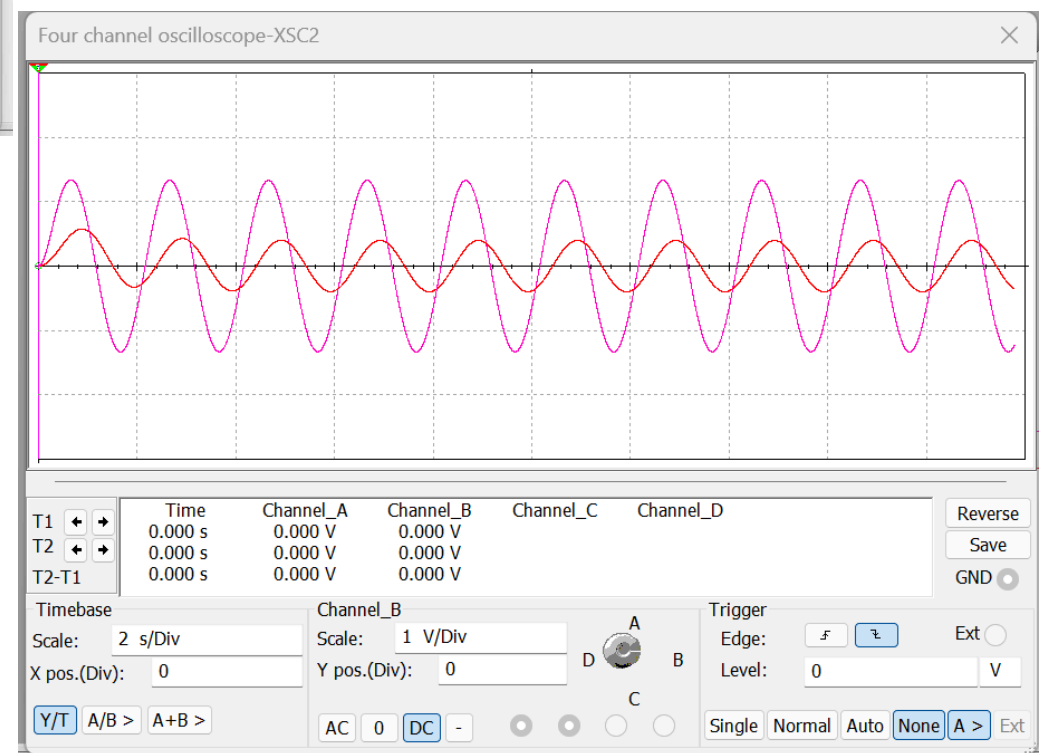 Four channel oscilloscope-XSC2
Time Channel_A Channel_B Channel_C Channel_D
T1 0.000 s 0.000 V 0.000 V
T2 0.000 s 0.000 V 0.000 V
T2-T1 0.000 s 0.000 V 0.000 V
Reverse
Save
GND
Timebase
Scale: 2 s/Div
X pos.(Div): 0
Y/T A/B > A+B >
Channel_B
Scale: 1 V/Div
Y pos.(Div): 0
AC 0 DC -
A
D B
C
Trigger
Edge: Ext
Level: 0 V
Single Normal Auto None A > Ext